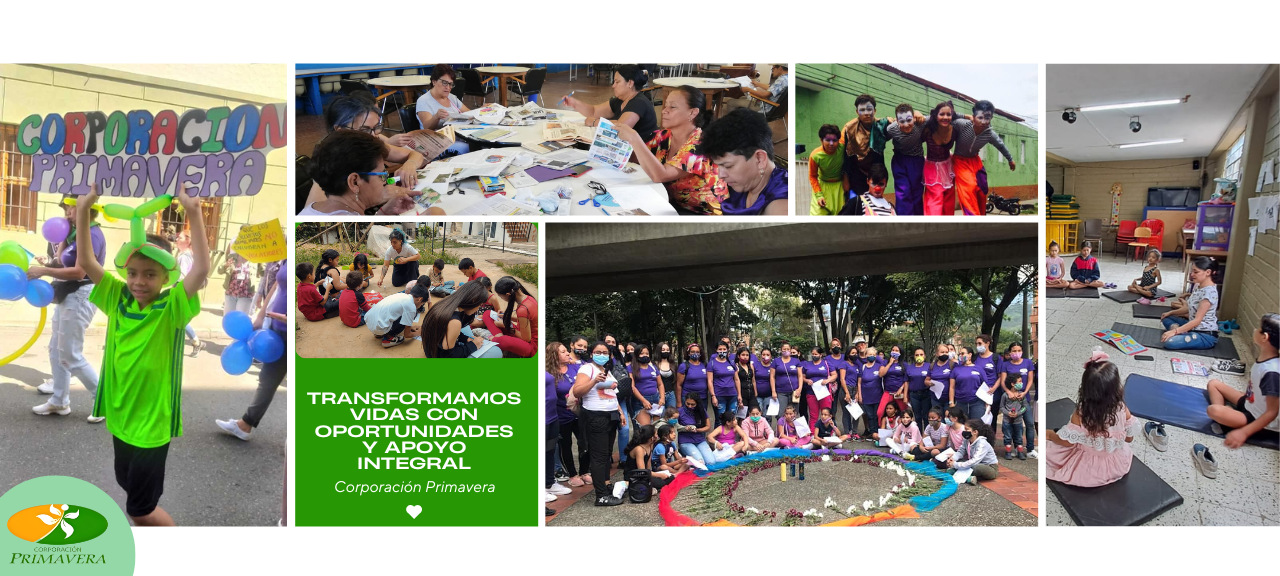 CORPORACION
PRIMAVERA
TRANSFORMAMOS
VIDAS CON
OPORTUNIDADES
Y APOYO
INTEGRAL
Corporación Primavera
CORPORACIÓN
PRIMAVERA